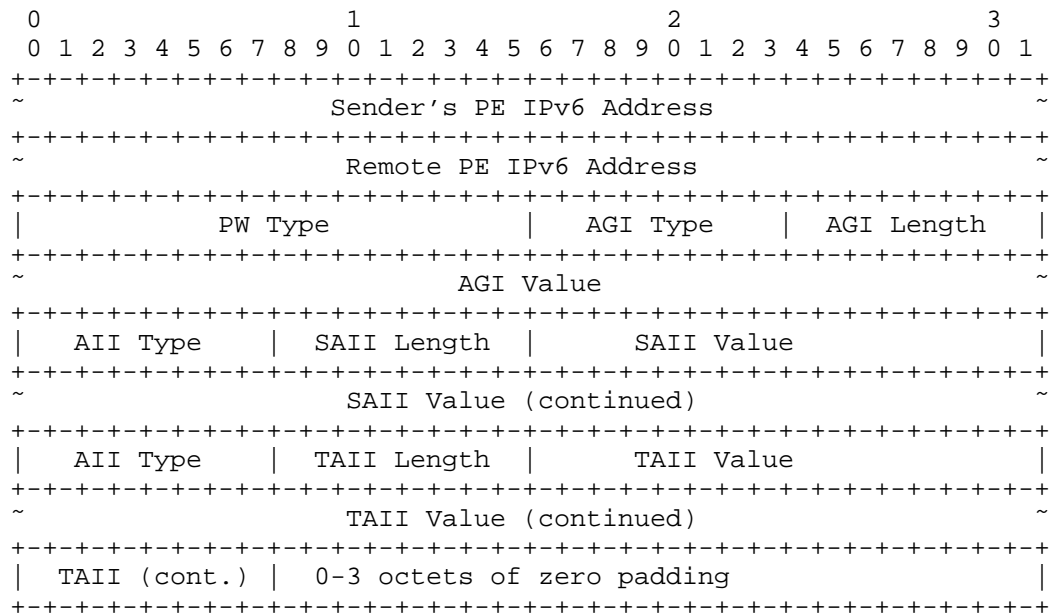 0                   1                   2                   3
 0 1 2 3 4 5 6 7 8 9 0 1 2 3 4 5 6 7 8 9 0 1 2 3 4 5 6 7 8 9 0 1
+-+-+-+-+-+-+-+-+-+-+-+-+-+-+-+-+-+-+-+-+-+-+-+-+-+-+-+-+-+-+-+-+
~                   Sender's PE IPv6 Address                    ~
+-+-+-+-+-+-+-+-+-+-+-+-+-+-+-+-+-+-+-+-+-+-+-+-+-+-+-+-+-+-+-+-+
~                    Remote PE IPv6 Address                     ~
+-+-+-+-+-+-+-+-+-+-+-+-+-+-+-+-+-+-+-+-+-+-+-+-+-+-+-+-+-+-+-+-+
|            PW Type            |   AGI Type    |  AGI Length   |
+-+-+-+-+-+-+-+-+-+-+-+-+-+-+-+-+-+-+-+-+-+-+-+-+-+-+-+-+-+-+-+-+
~                           AGI Value                           ~
+-+-+-+-+-+-+-+-+-+-+-+-+-+-+-+-+-+-+-+-+-+-+-+-+-+-+-+-+-+-+-+-+
|   AII Type    |  SAII Length  |      SAII Value               |
+-+-+-+-+-+-+-+-+-+-+-+-+-+-+-+-+-+-+-+-+-+-+-+-+-+-+-+-+-+-+-+-+
~                    SAII Value (continued)                     ~
+-+-+-+-+-+-+-+-+-+-+-+-+-+-+-+-+-+-+-+-+-+-+-+-+-+-+-+-+-+-+-+-+
|   AII Type    |  TAII Length  |      TAII Value               |
+-+-+-+-+-+-+-+-+-+-+-+-+-+-+-+-+-+-+-+-+-+-+-+-+-+-+-+-+-+-+-+-+
~                    TAII Value (continued)                     ~
+-+-+-+-+-+-+-+-+-+-+-+-+-+-+-+-+-+-+-+-+-+-+-+-+-+-+-+-+-+-+-+-+
|  TAII (cont.) |  0-3 octets of zero padding                   |
+-+-+-+-+-+-+-+-+-+-+-+-+-+-+-+-+-+-+-+-+-+-+-+-+-+-+-+-+-+-+-+-+